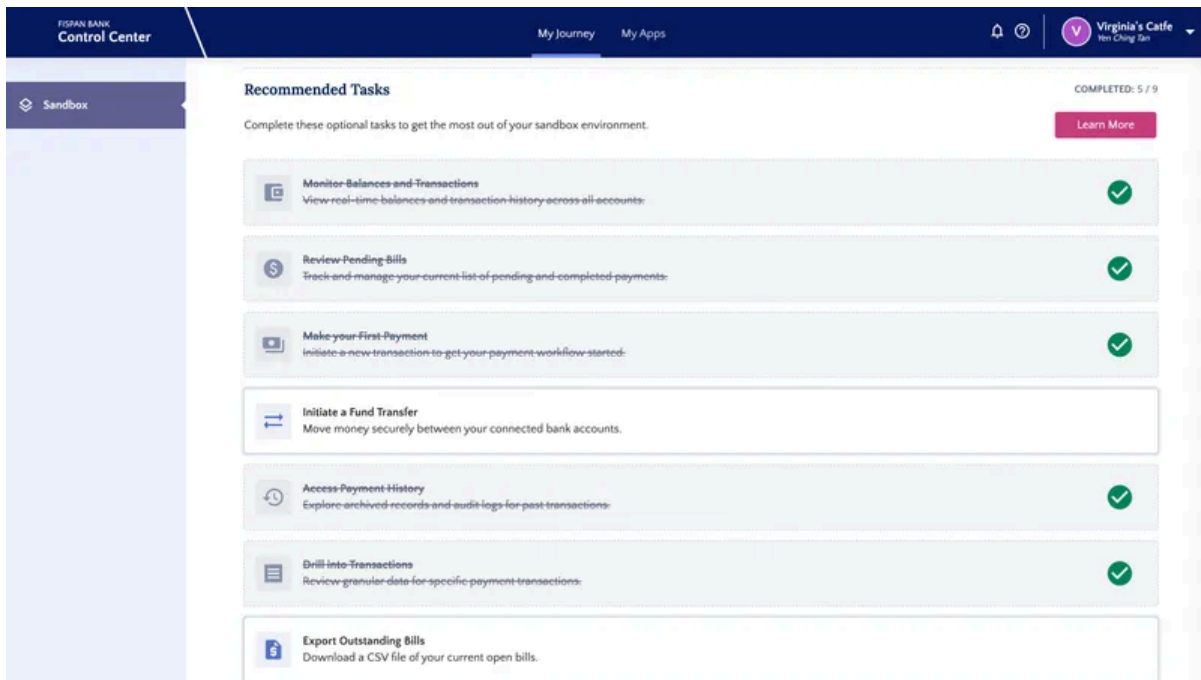 FISPAN BANK
Control Center
My Journey
My Apps
V
Virginia's Catfe
Yen Ching Tan
Sandbox
Recommended Tasks
COMPLETED: 5 / 9
Complete these optional tasks to get the most out of your sandbox environment.
Learn More
Monitor Balances and Transactions
View real-time balances and transaction history across all accounts.
Review Pending Bills
Track and manage your current list of pending and completed payments.
Make your First Payment
Initiate a new transaction to get your payment workflow started.
Initiate a Fund Transfer
Move money securely between your connected bank accounts.
Access Payment History
Explore archived records and audit logs for past transactions.
Drill into Transactions
Review granular data for specific payment transactions.
Export Outstanding Bills
Download a CSV file of your current open bills.